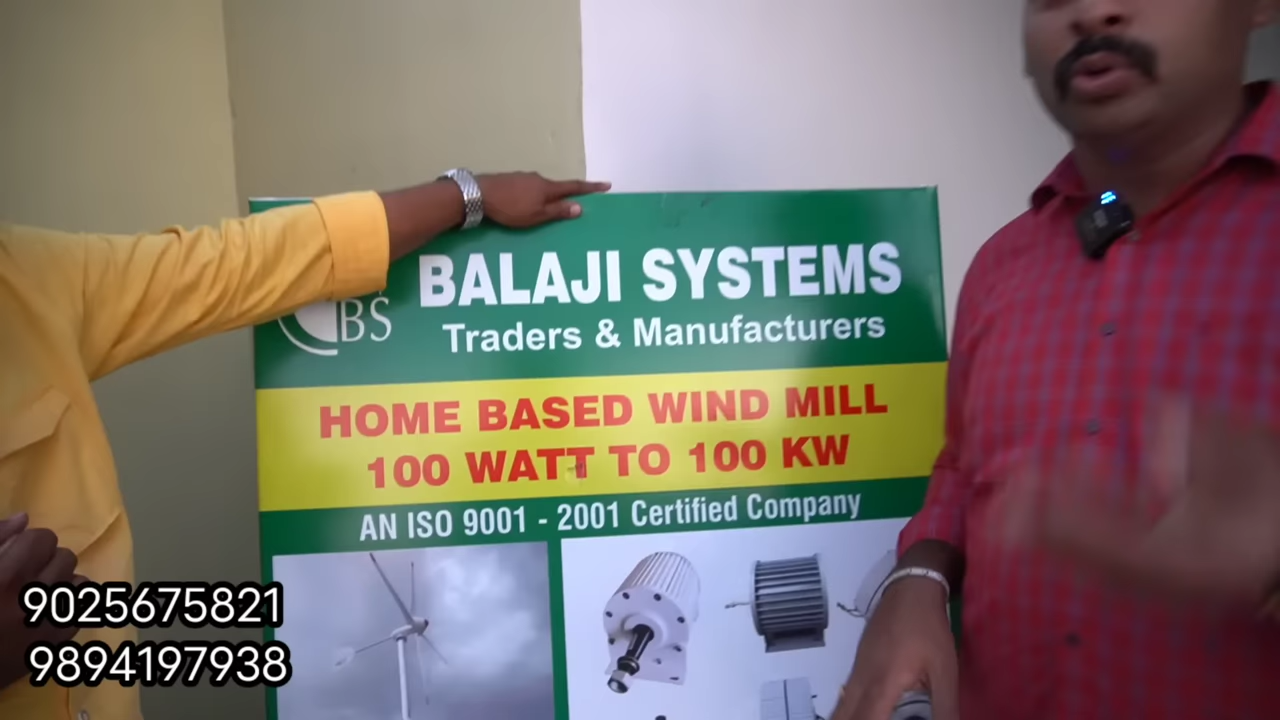 BS
BALAJI SYSTEMS
Traders & Manufacturers
HOME BASED WIND MILL
100 WATT TO 100 KW
AN ISO 9001 - 2001 Certified Company
9025675821
9894197938